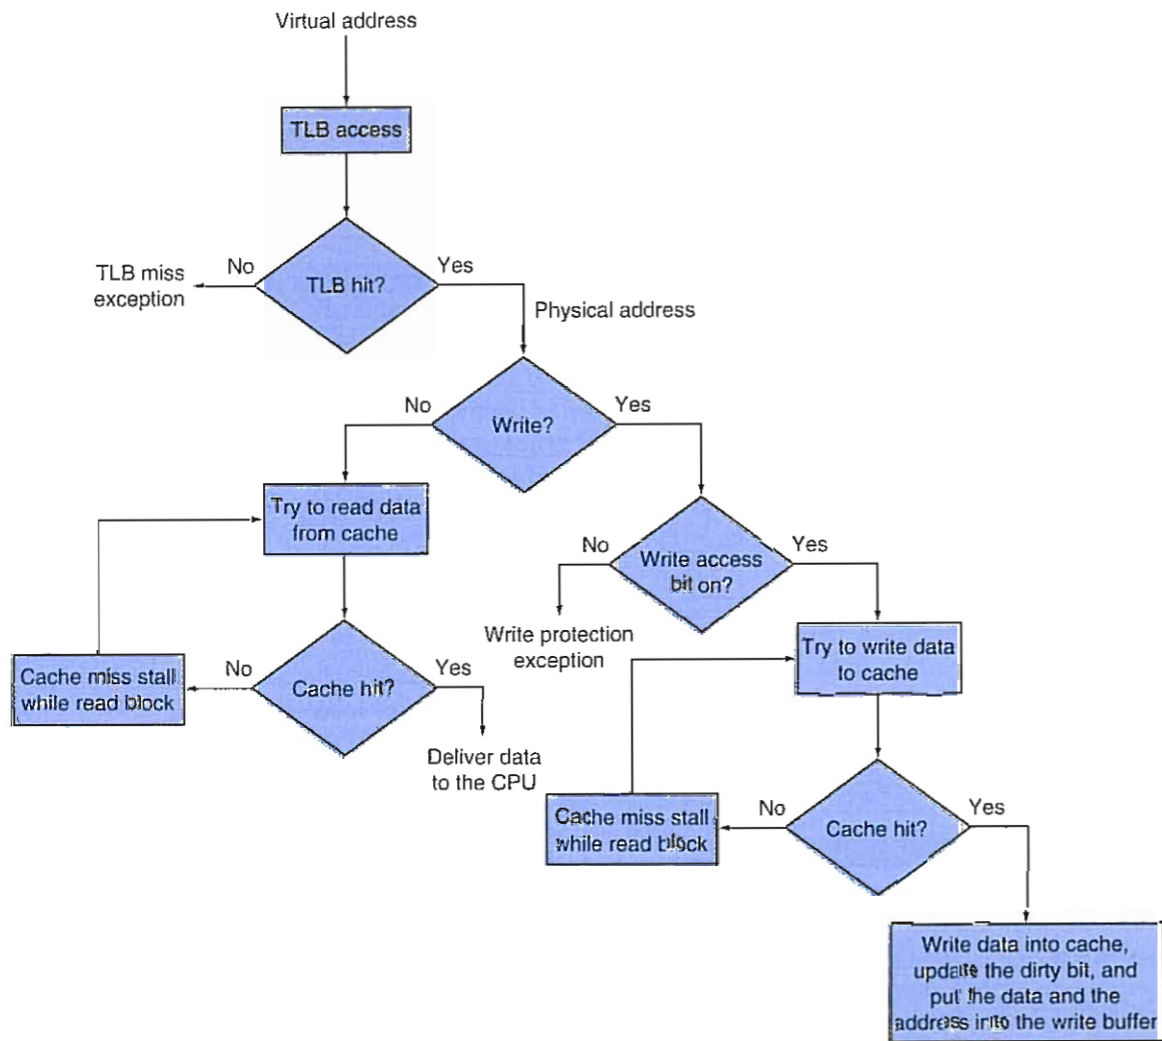 Virtual address
TLB access
No
Yes
TLB miss
exception
TLB hit?
Physical address
No
Yes
Write?
Try to read data
from cache
No
Yes
Write access
bit on?
Write protection
exception
Try to write data
to cache
No
Yes
Cache miss stall
while read block
Cache hit?
Deliver data
to the CPU
No
Yes
Cache miss stall
while read block
Cache hit?
Write data into cache,
update the dirty bit, and
put the data and the
address into the write buffer